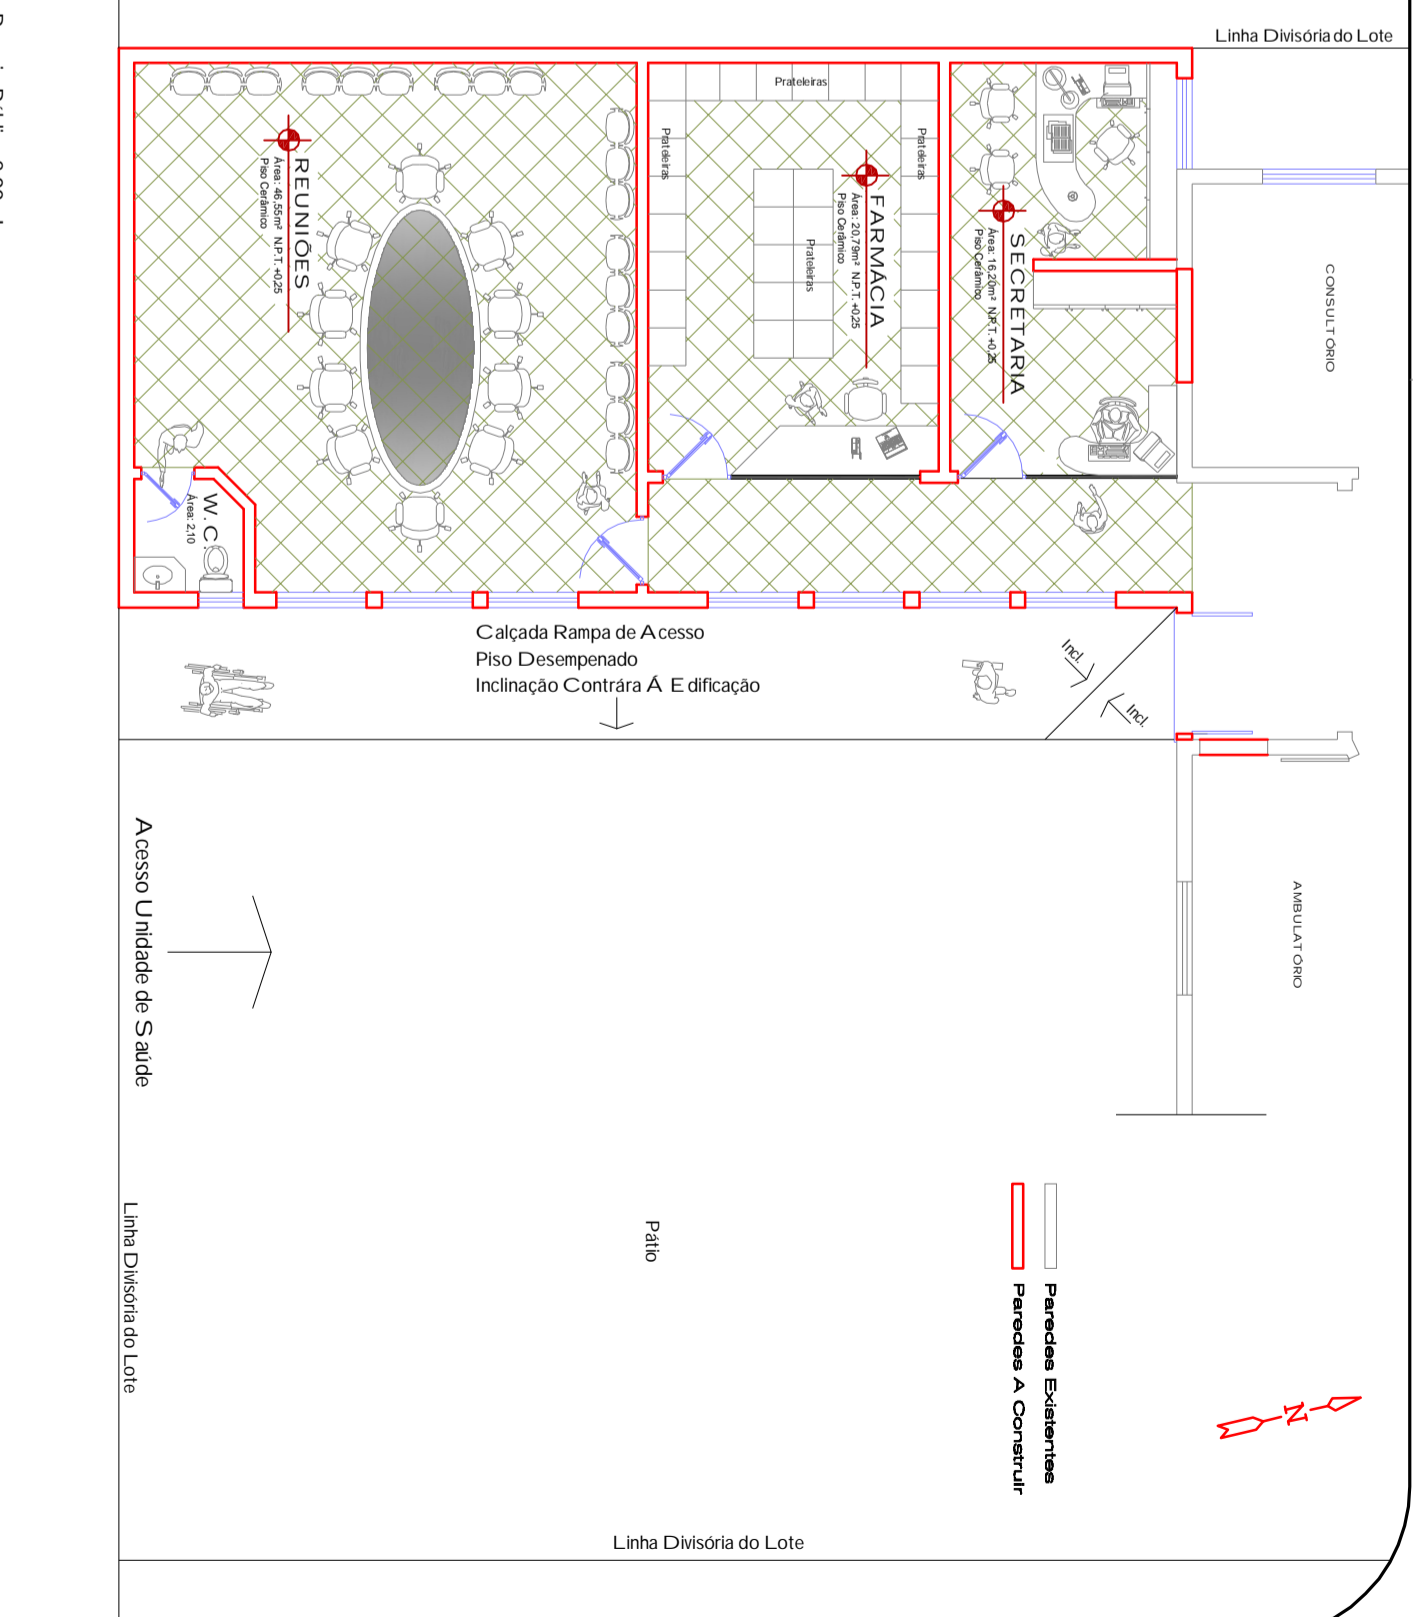 Linha Divisória do Lote
Prateleiras
Prateleiras
Prateleiras
Prateleiras
REUNIÕES
Área: 46,55m² N.P.T. +0,25
Piso Cerâmico
FARMÁCIA
Área: 20,79m² N.P.T. +0,25
Piso Cerâmico
SECRETARIA
Área: 16,20m² N.P.T. +0,25
Piso Cerâmico
CONSULTÓRIO
W.C.
Área: 2,10
Calçada Rampa de Acesso
Piso Desempenado
Inclinação Contrára Á Edificação
Incl.
Incl.
Acesso Unidade de Saúde
AMBULATÓRIO
Pátio
Paredes Existentes
Paredes A Construir
N
Linha Divisória do Lote
Linha Divisória do Lote